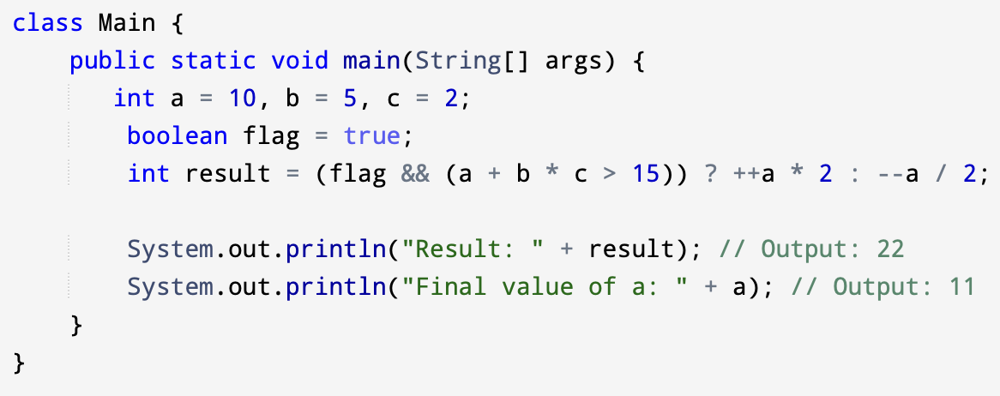 class Main {
    public static void main(String[] args) {
       int a = 10, b = 5, c = 2;
        boolean flag = true;
        int result = (flag && (a + b * c > 15)) ? ++a * 2 : --a / 2;

        System.out.println("Result: " + result); // Output: 22
        System.out.println("Final value of a: " + a); // Output: 11
    }
}